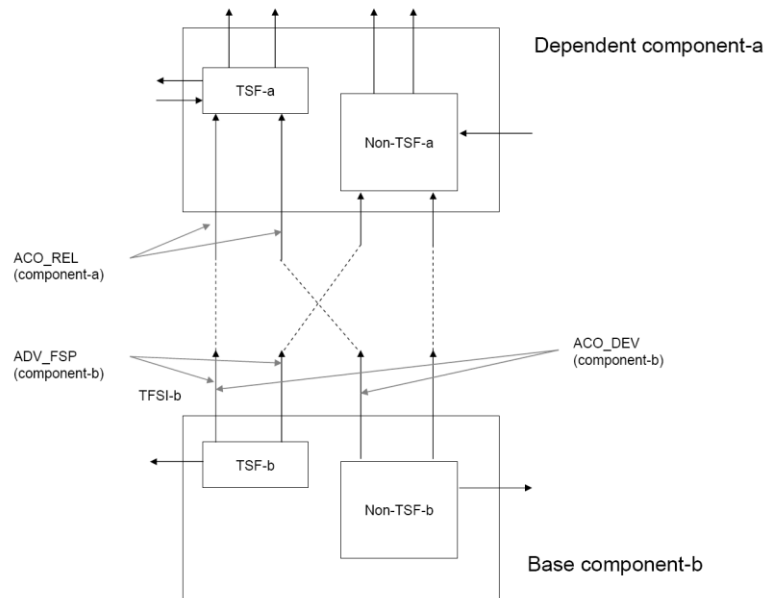 Dependent component-a
TSF-a
Non-TSF-a
ACO_REL
(component-a)
ADV_FSP
(component-b)
ACO_DEV
(component-b)
TFSI-b
TSF-b
Non-TSF-b
Base component-b